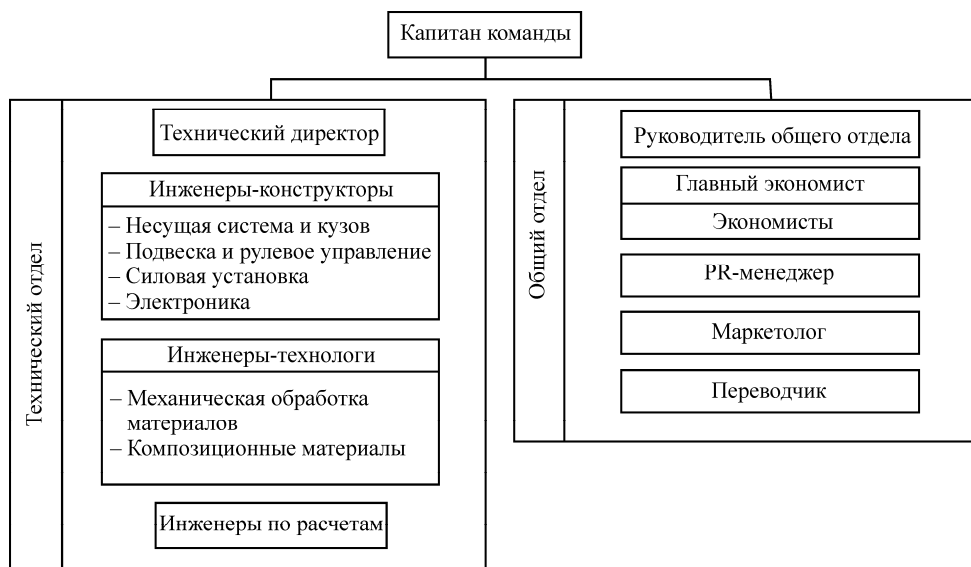 Капитан команды
Технический отдел
Технический директор
Инженеры-конструкторы
– Несущая система и кузов
– Подвеска и рулевое управление
– Силовая установка
– Электроника
Инженеры-технологи
– Механическая обработка
материалов
– Композиционные материалы
Инженеры по расчетам
Общий отдел
Руководитель общего отдела
Главный экономист
Экономисты
PR-менеджер
Маркетолог
Переводчик